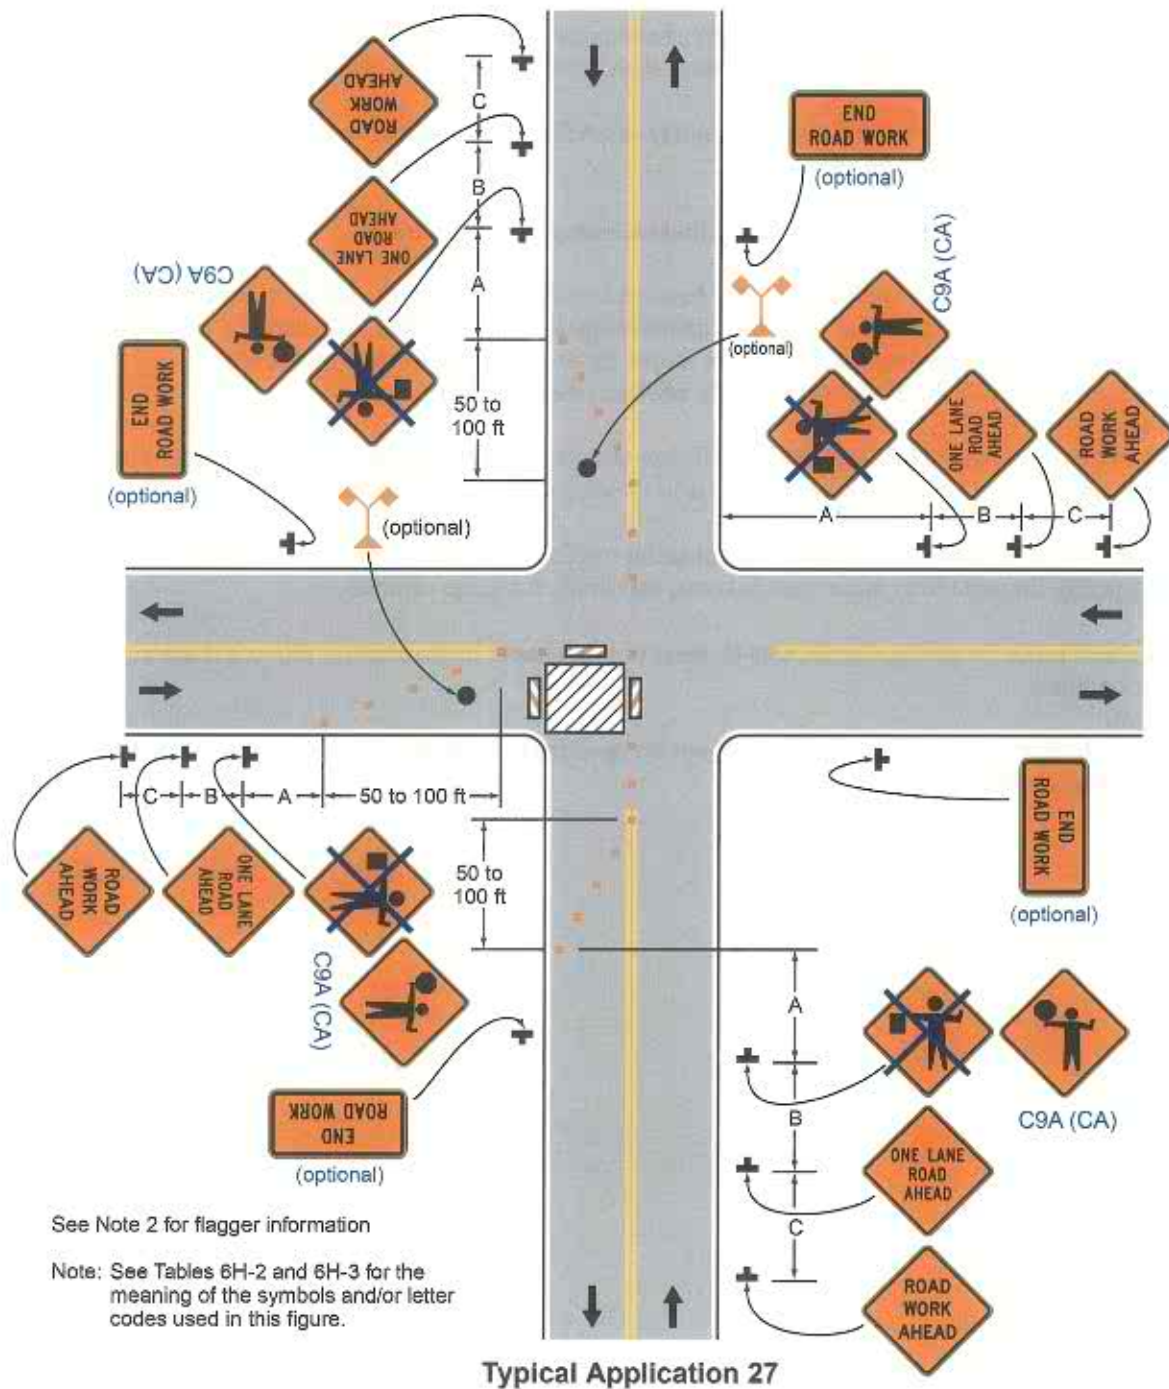 ROAD
WORK
AHEAD
C
B
A
ONE LANE
ROAD
AHEAD
C9A (CA)
END
ROAD WORK
(optional)
50 to
100 ft
(optional)
END
ROAD WORK
(optional)
(optional)
C9A (CA)
ONE LANE
ROAD
AHEAD
ROAD
WORK
AHEAD
A
B
C
C
B
A
50 to 100 ft
ROAD
WORK
AHEAD
ONE LANE
ROAD
AHEAD
C9A (CA)
50 to
100 ft
END
ROAD WORK
(optional)
END
ROAD WORK
(optional)
A
B
C
C9A (CA)
ONE LANE
ROAD
AHEAD
ROAD
WORK
AHEAD
See Note 2 for flagger information
Note: See Tables 6H-2 and 6H-3 for the
meaning of the symbols and/or letter
codes used in this figure.
Typical Application 27